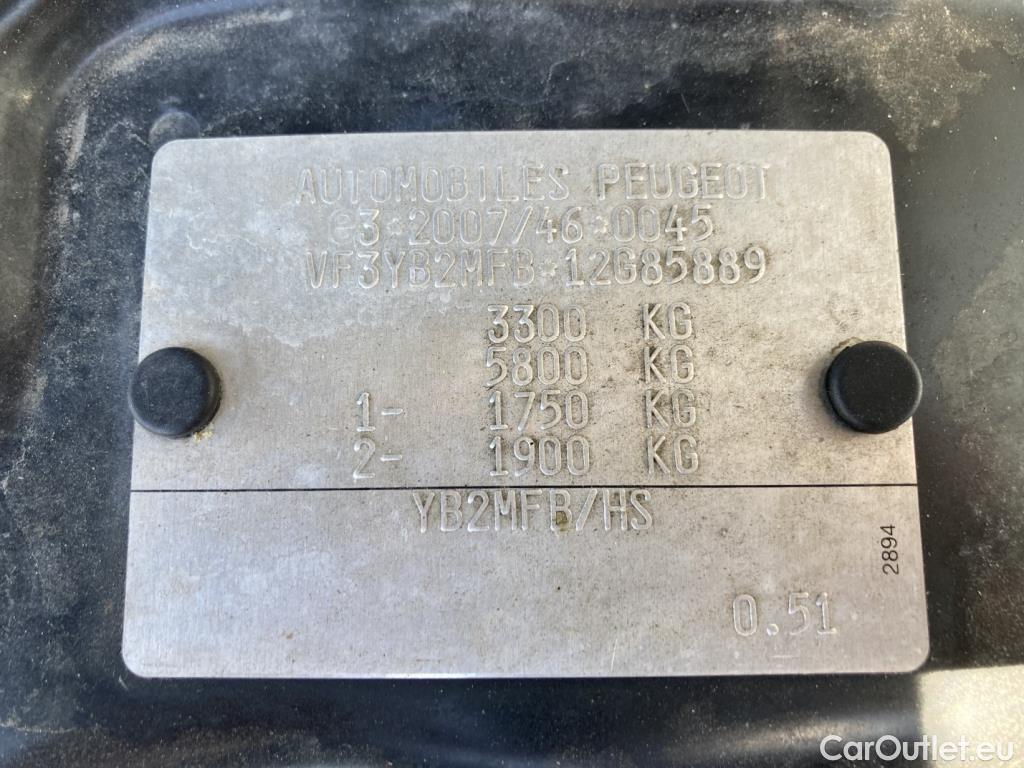 AUTOMOBILES PEUGEOT
e3*2007/46*0045
VF3YB2MFB*12G85889
3300 KG
5800 KG
1- 1750 KG
2- 1900 KG
YB2MFB/HS
2894
0.51
CarOutlet.eu